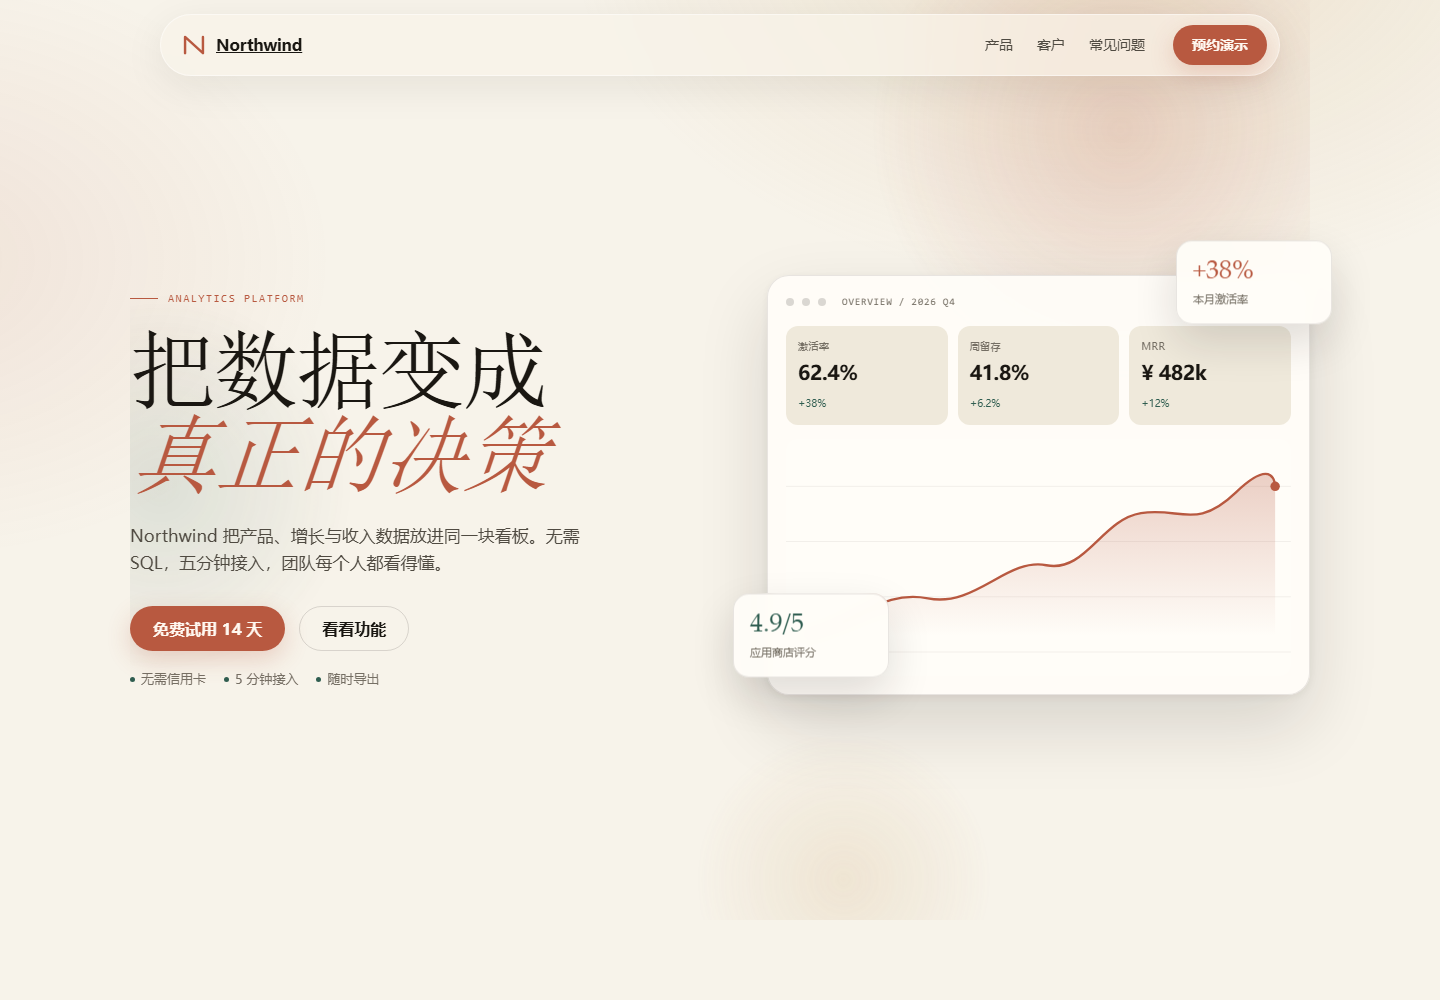 Northwind
产品
客户
常见问题
预约演示
ANALYTICS PLATFORM
把数据变成
真正的决策
Northwind 把产品、增长与收入数据放进同一块看板。无需
SQL，五分钟接入，团队每个人都看得懂。
免费试用 14 天
看看功能
无需信用卡
5 分钟接入
随时导出
+38%
本月激活率
OVERVIEW / 2026 Q4
激活率
62.4%
+38%
周留存
41.8%
+6.2%
MRR
¥ 482k
+12%
4.9/5
应用商店评分